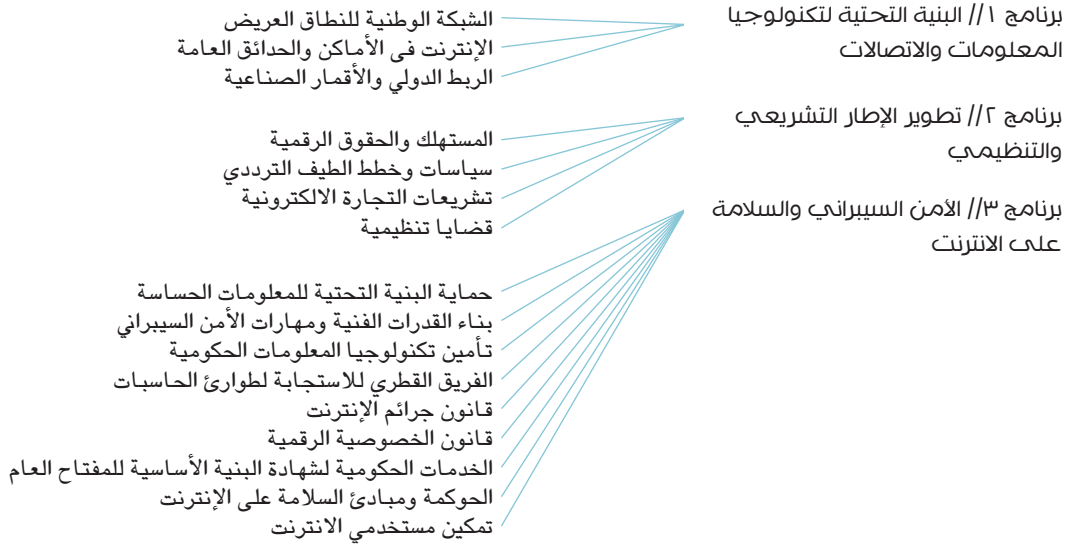 برنامج ١// البنية التحتية لتكنولوجيا
المعلومات والاتصالات
الشبكة الوطنية للنطاق العريض
الإنترنت فى الأماكن والحدائق العامة
الربط الدولي والأقمار الصناعية
برنامج ٢// تطوير الإطار التشريعي
والتنظيمي
المستهلك والحقوق الرقمية
سياسات وخطط الطيف الترددي
تشريعات التجارة الالكترونية
قضايا تنظيمية
برنامج ٣// الأمن السيبراني والسلامة
على الانترنت
حماية البنية التحتية للمعلومات الحساسة
بناء القدرات الفنية ومهارات الأمن السيبراني
تأمين تكنولوجيا المعلومات الحكومية
الفريق القطري للاستجابة لطوارئ الحاسبات
قانون جرائم الإنترنت
قانون الخصوصية الرقمية
الخدمات الحكومية لشهادة البنية الأساسية للمفتاح العام
الحوكمة ومبادئ السلامة على الإنترنت
تمكين مستخدمي الانترنت